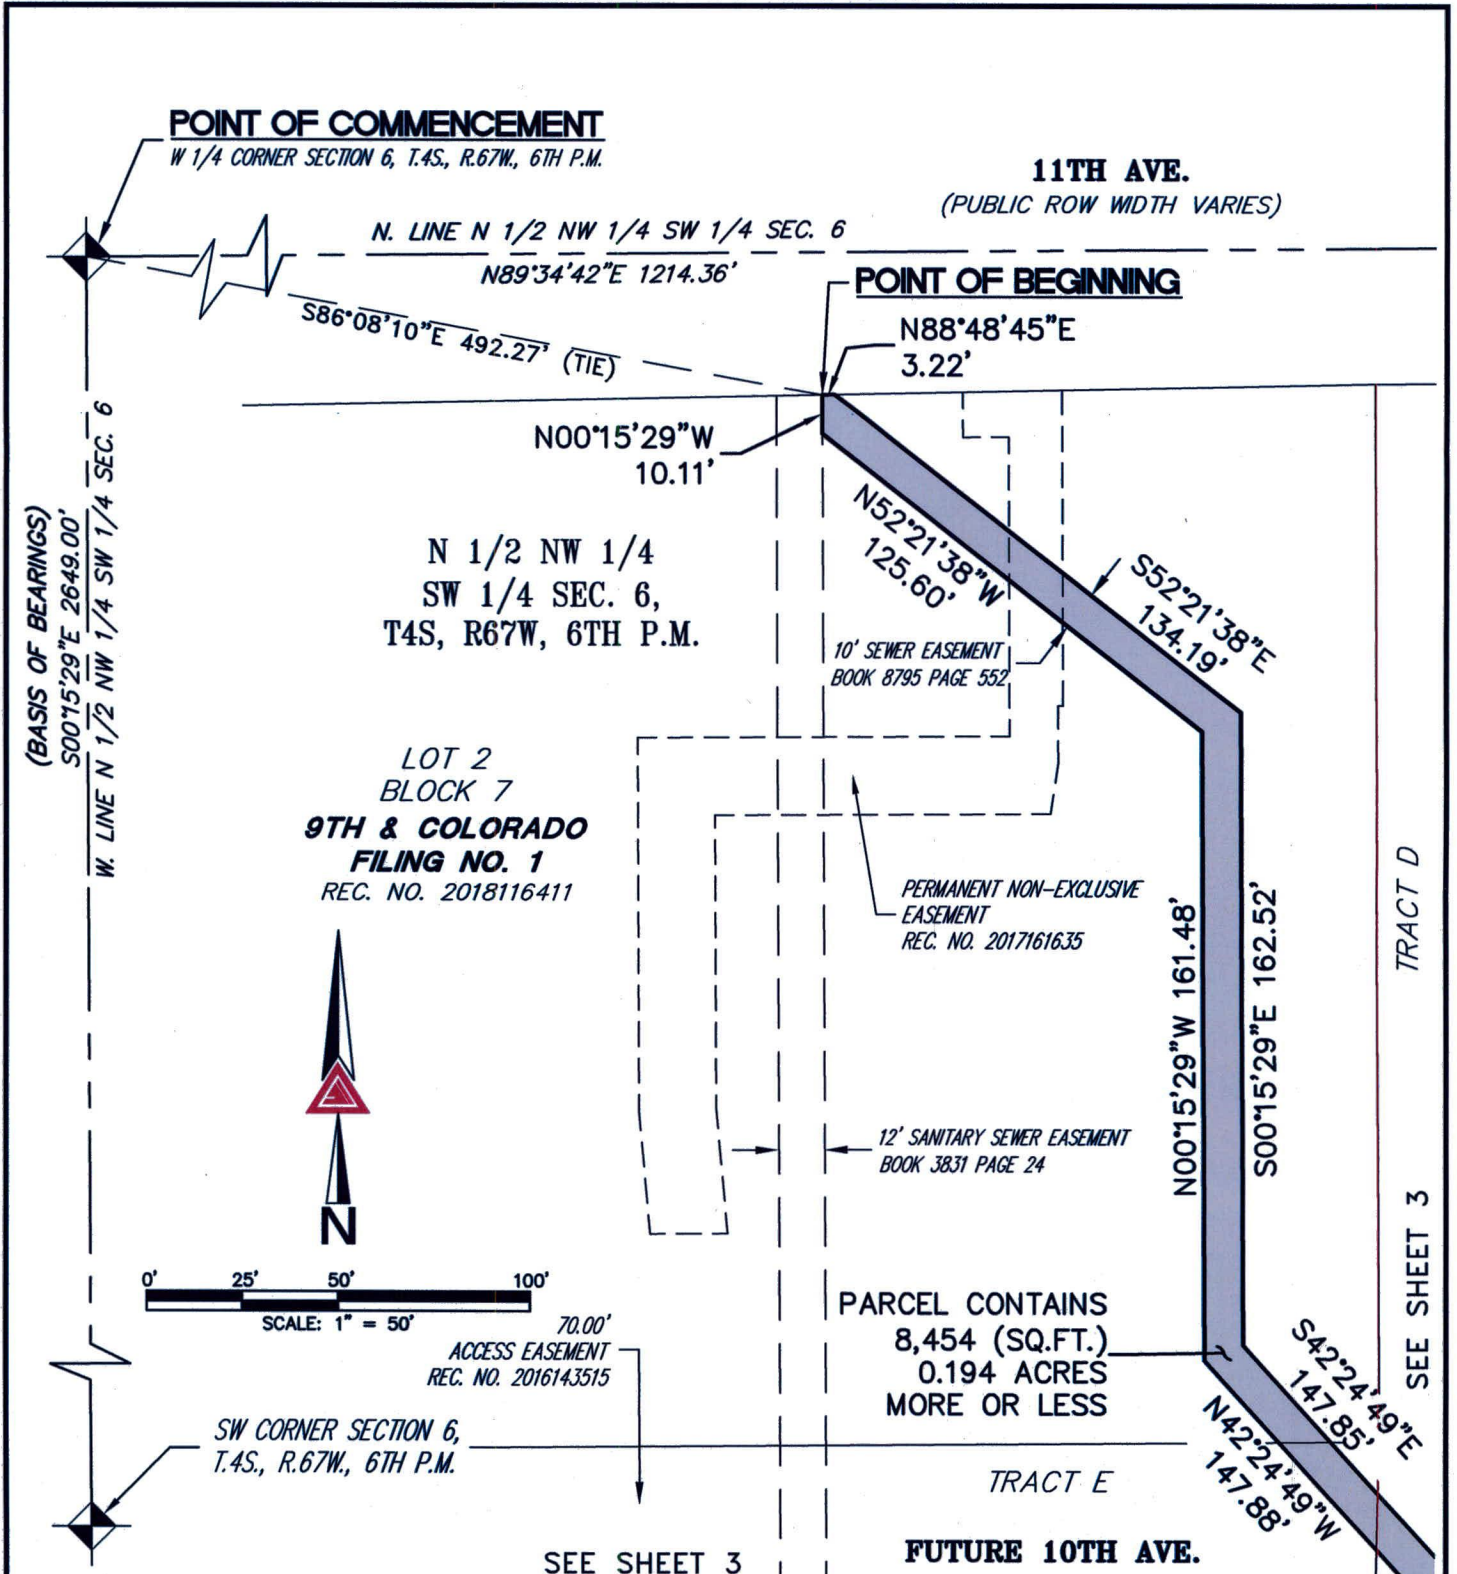 POINT OF COMMENCEMENT
W 1/4 CORNER SECTION 6, T.4S., R.67W., 6TH P.M.
11TH AVE.
(PUBLIC ROW WIDTH VARIES)
N. LINE N 1/2 NW 1/4 SW 1/4 SEC. 6
N89°34'42"E 1214.36'
POINT OF BEGINNING
S86°08'10"E 492.27' (TIE)
N88°48'45"E
3.22'
N00°15'29"W
10.11'
(BASIS OF BEARINGS)
S00°15'29"E 2649.00'
W. LINE N 1/2 NW 1/4 SW 1/4 SEC. 6
N52°21'38"W
125.60'
S52°21'38"E
134.19'
N 1/2 NW 1/4
SW 1/4 SEC. 6,
T4S, R67W, 6TH P.M.
10' SEWER EASEMENT
BOOK 8795 PAGE 552
LOT 2
BLOCK 7
9TH & COLORADO
FILING NO. 1
REC. NO. 2018116411
PERMANENT NON-EXCLUSIVE
EASEMENT
REC. NO. 2017161635
N00°15'29"W 161.48'
S00°15'29"E 162.52'
TRACT D
12' SANITARY SEWER EASEMENT
BOOK 3831 PAGE 24
N
0' 25' 50' 100'
SCALE: 1" = 50'
70.00'
ACCESS EASEMENT
REC. NO. 2016143515
PARCEL CONTAINS
8,454 (SQ.FT.)
0.194 ACRES
MORE OR LESS
SEE SHEET 3
S42°24'49"E
147.85'
N42°24'49"W
147.88'
SW CORNER SECTION 6,
T.4S., R.67W., 6TH P.M.
TRACT E
FUTURE 10TH AVE.
SEE SHEET 3